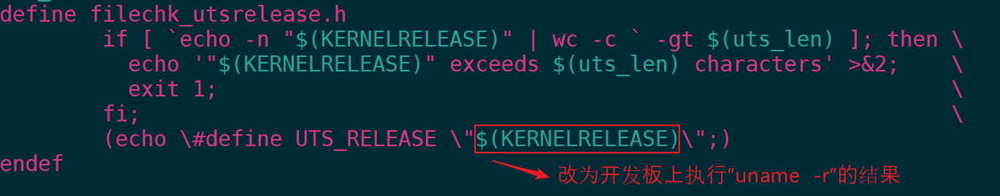 define filechk_utsrelease.h
if [ `echo -n "$(KERNELRELEASE)" | wc -c ` -gt $(uts_len) ]; then \
echo '"$(KERNELRELEASE)" exceeds $(uts_len) characters' >&2; \
exit 1; \
fi; \
(echo \#define UTS_RELEASE \"$(KERNELRELEASE)\";)
endef
改为开发板上执行“uname -r”的结果